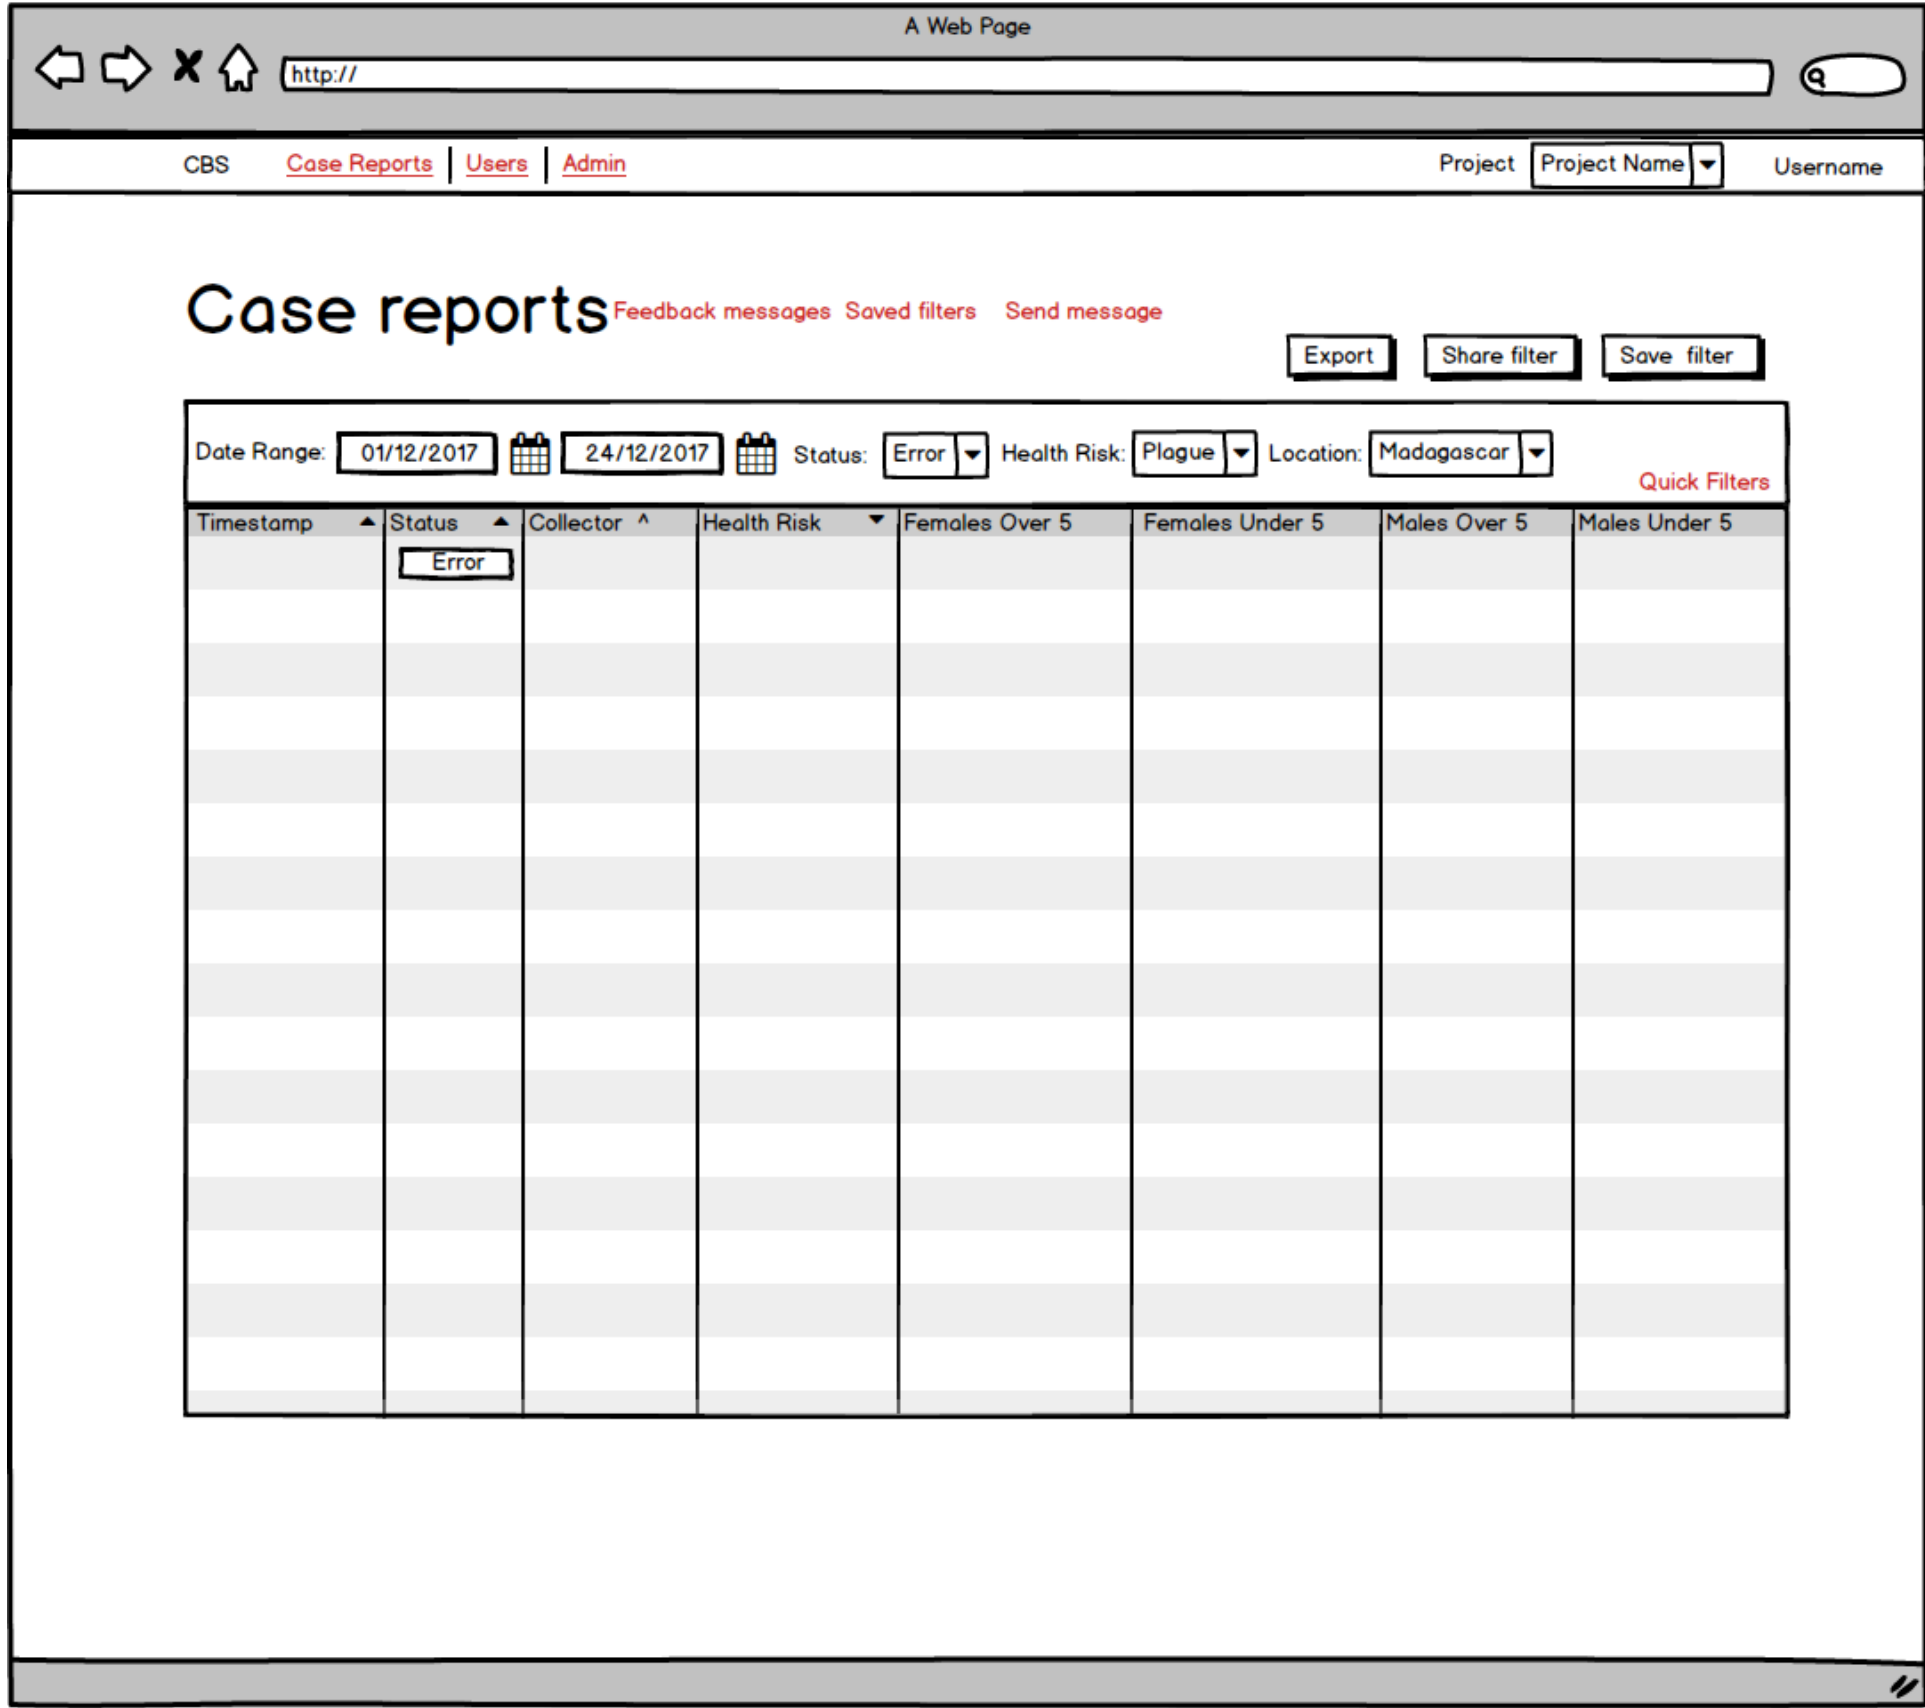 A Web Page
http://
CBS Case Reports Users Admin Project Project Name Username
Case reports Feedback messages Saved filters Send message
Export Share filter Save filter
Date Range: 01/12/2017 24/12/2017 Status: Error Health Risk: Plague Location: Madagascar
Quick Filters
Timestamp Status Collector ^ Health Risk Females Over 5 Females Under 5 Males Over 5 Males Under 5
Error